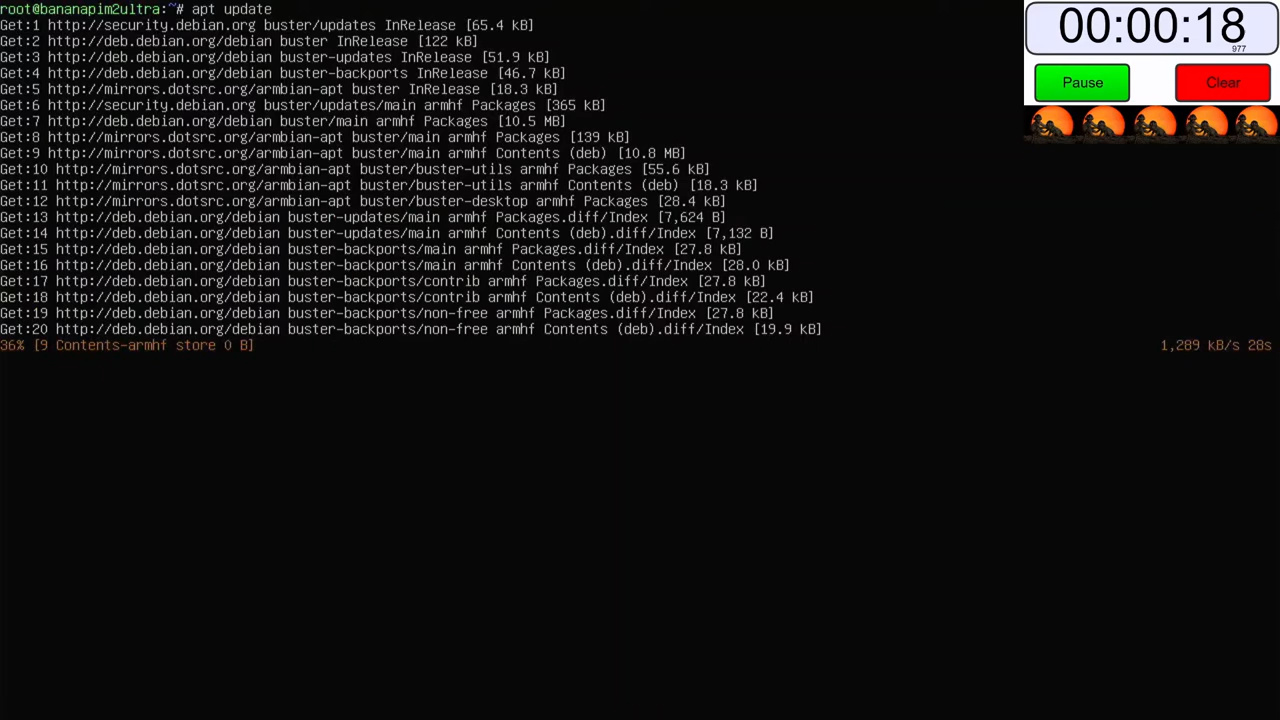 root@bananapim2ultra:~# apt update
Get:1 http://security.debian.org buster/updates InRelease [65.4 kB]
Get:2 http://deb.debian.org/debian buster InRelease [122 kB]
Get:3 http://deb.debian.org/debian buster-updates InRelease [51.9 kB]
Get:4 http://deb.debian.org/debian buster-backports InRelease [46.7 kB]
Get:5 http://mirrors.dotsrc.org/armbian-apt buster InRelease [18.3 kB]
Get:6 http://security.debian.org buster/updates/main armhf Packages [365 kB]
Get:7 http://deb.debian.org/debian buster/main armhf Packages [10.5 MB]
Get:8 http://mirrors.dotsrc.org/armbian-apt buster/main armhf Packages [139 kB]
Get:9 http://mirrors.dotsrc.org/armbian-apt buster/main armhf Contents (deb) [10.8 MB]
Get:10 http://mirrors.dotsrc.org/armbian-apt buster/buster-utils armhf Packages [55.6 kB]
Get:11 http://mirrors.dotsrc.org/armbian-apt buster/buster-utils armhf Contents (deb) [18.3 kB]
Get:12 http://mirrors.dotsrc.org/armbian-apt buster/buster-desktop armhf Packages [28.4 kB]
Get:13 http://deb.debian.org/debian buster-updates/main armhf Packages.diff/Index [7,624 B]
Get:14 http://deb.debian.org/debian buster-updates/main armhf Contents (deb).diff/Index [7,132 B]
Get:15 http://deb.debian.org/debian buster-backports/main armhf Packages.diff/Index [27.8 kB]
Get:16 http://deb.debian.org/debian buster-backports/main armhf Contents (deb).diff/Index [28.0 kB]
Get:17 http://deb.debian.org/debian buster-backports/contrib armhf Packages.diff/Index [27.8 kB]
Get:18 http://deb.debian.org/debian buster-backports/contrib armhf Contents (deb).diff/Index [22.4 kB]
Get:19 http://deb.debian.org/debian buster-backports/non-free armhf Packages.diff/Index [27.8 kB]
Get:20 http://deb.debian.org/debian buster-backports/non-free armhf Contents (deb).diff/Index [19.9 kB]
36% [9 Contents-armhf store 0 B] 1,289 kB/s 28s
00:00:18
977
Pause Clear